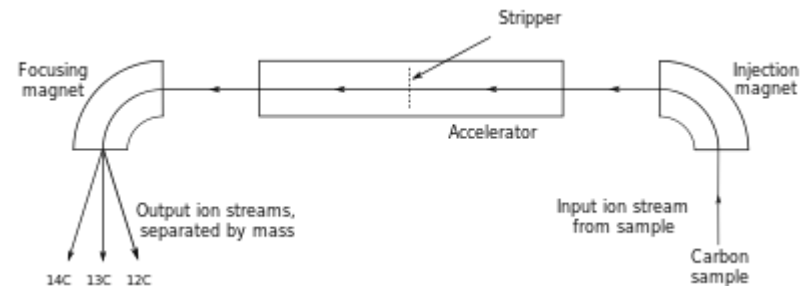 Stripper
Focusing
magnet
Injection
magnet
Accelerator
Output ion streams,
separated by mass
Input ion stream
from sample
Carbon
sample
14C 13C 12C